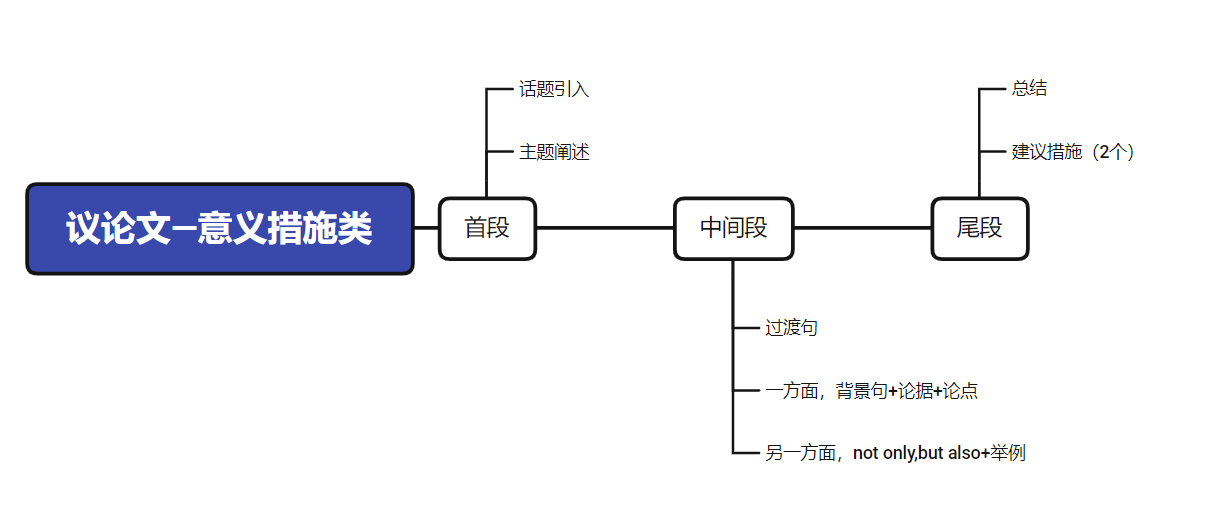 议论文—意义措施类
首段
话题引入
主题阐述
中间段
过渡句
一方面，背景句+论据+论点
另一方面，not only,but also+举例
尾段
总结
建议措施（2个）